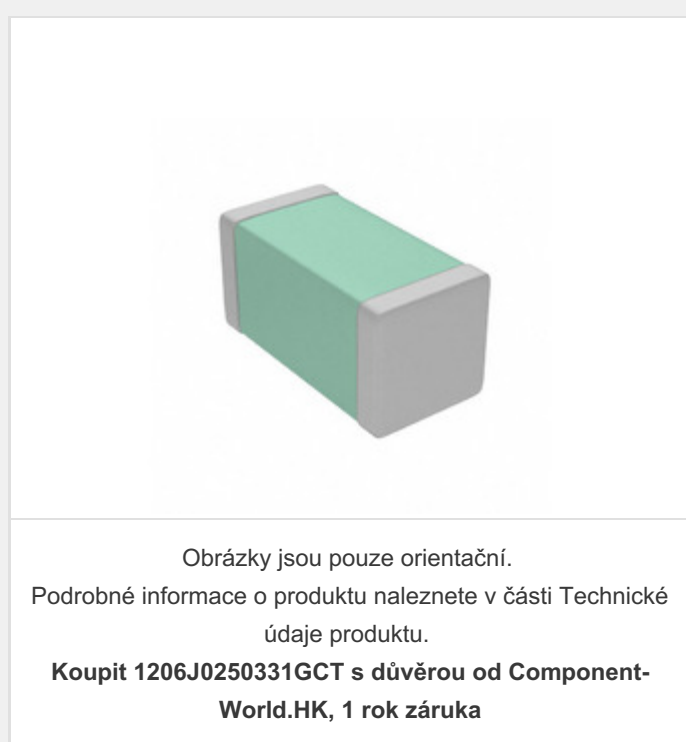 Obrázky jsou pouze orientační.
Podrobné informace o produktu naleznete v části Technické
údaje produktu.
Koupit 1206J0250331GCT s důvěrou od Component-
World.HK, 1 rok záruka